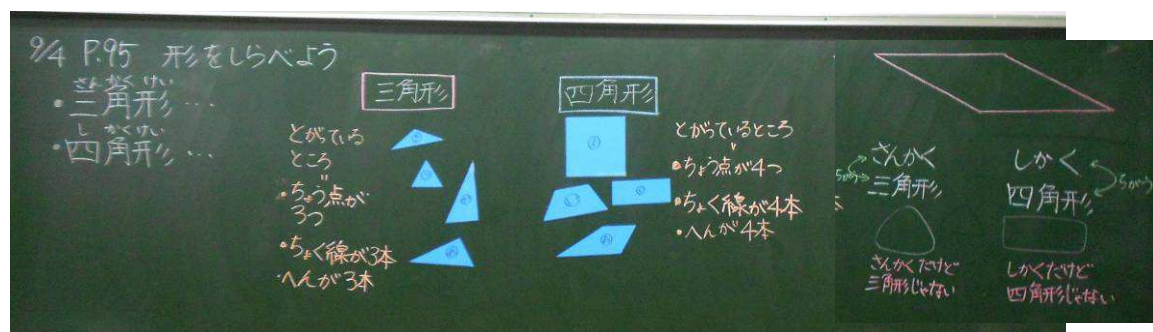 9/4 P.95 形をしらべよう
さんかくけい
・三角形…
しかくけい
・四角形…
三角形
とがっている
ところ
〃
・ちょう点が
3つ
・ちょく線が3本
・へんが3本
四角形
とがっているところ
・ちょう点が4つ
・ちょく線が4本
・へんが4本
さんかく
ちがう
三角形
さんかくだけど
三角形じゃない
しかく
ちがう
四角形
しかくだけど
四角形じゃない